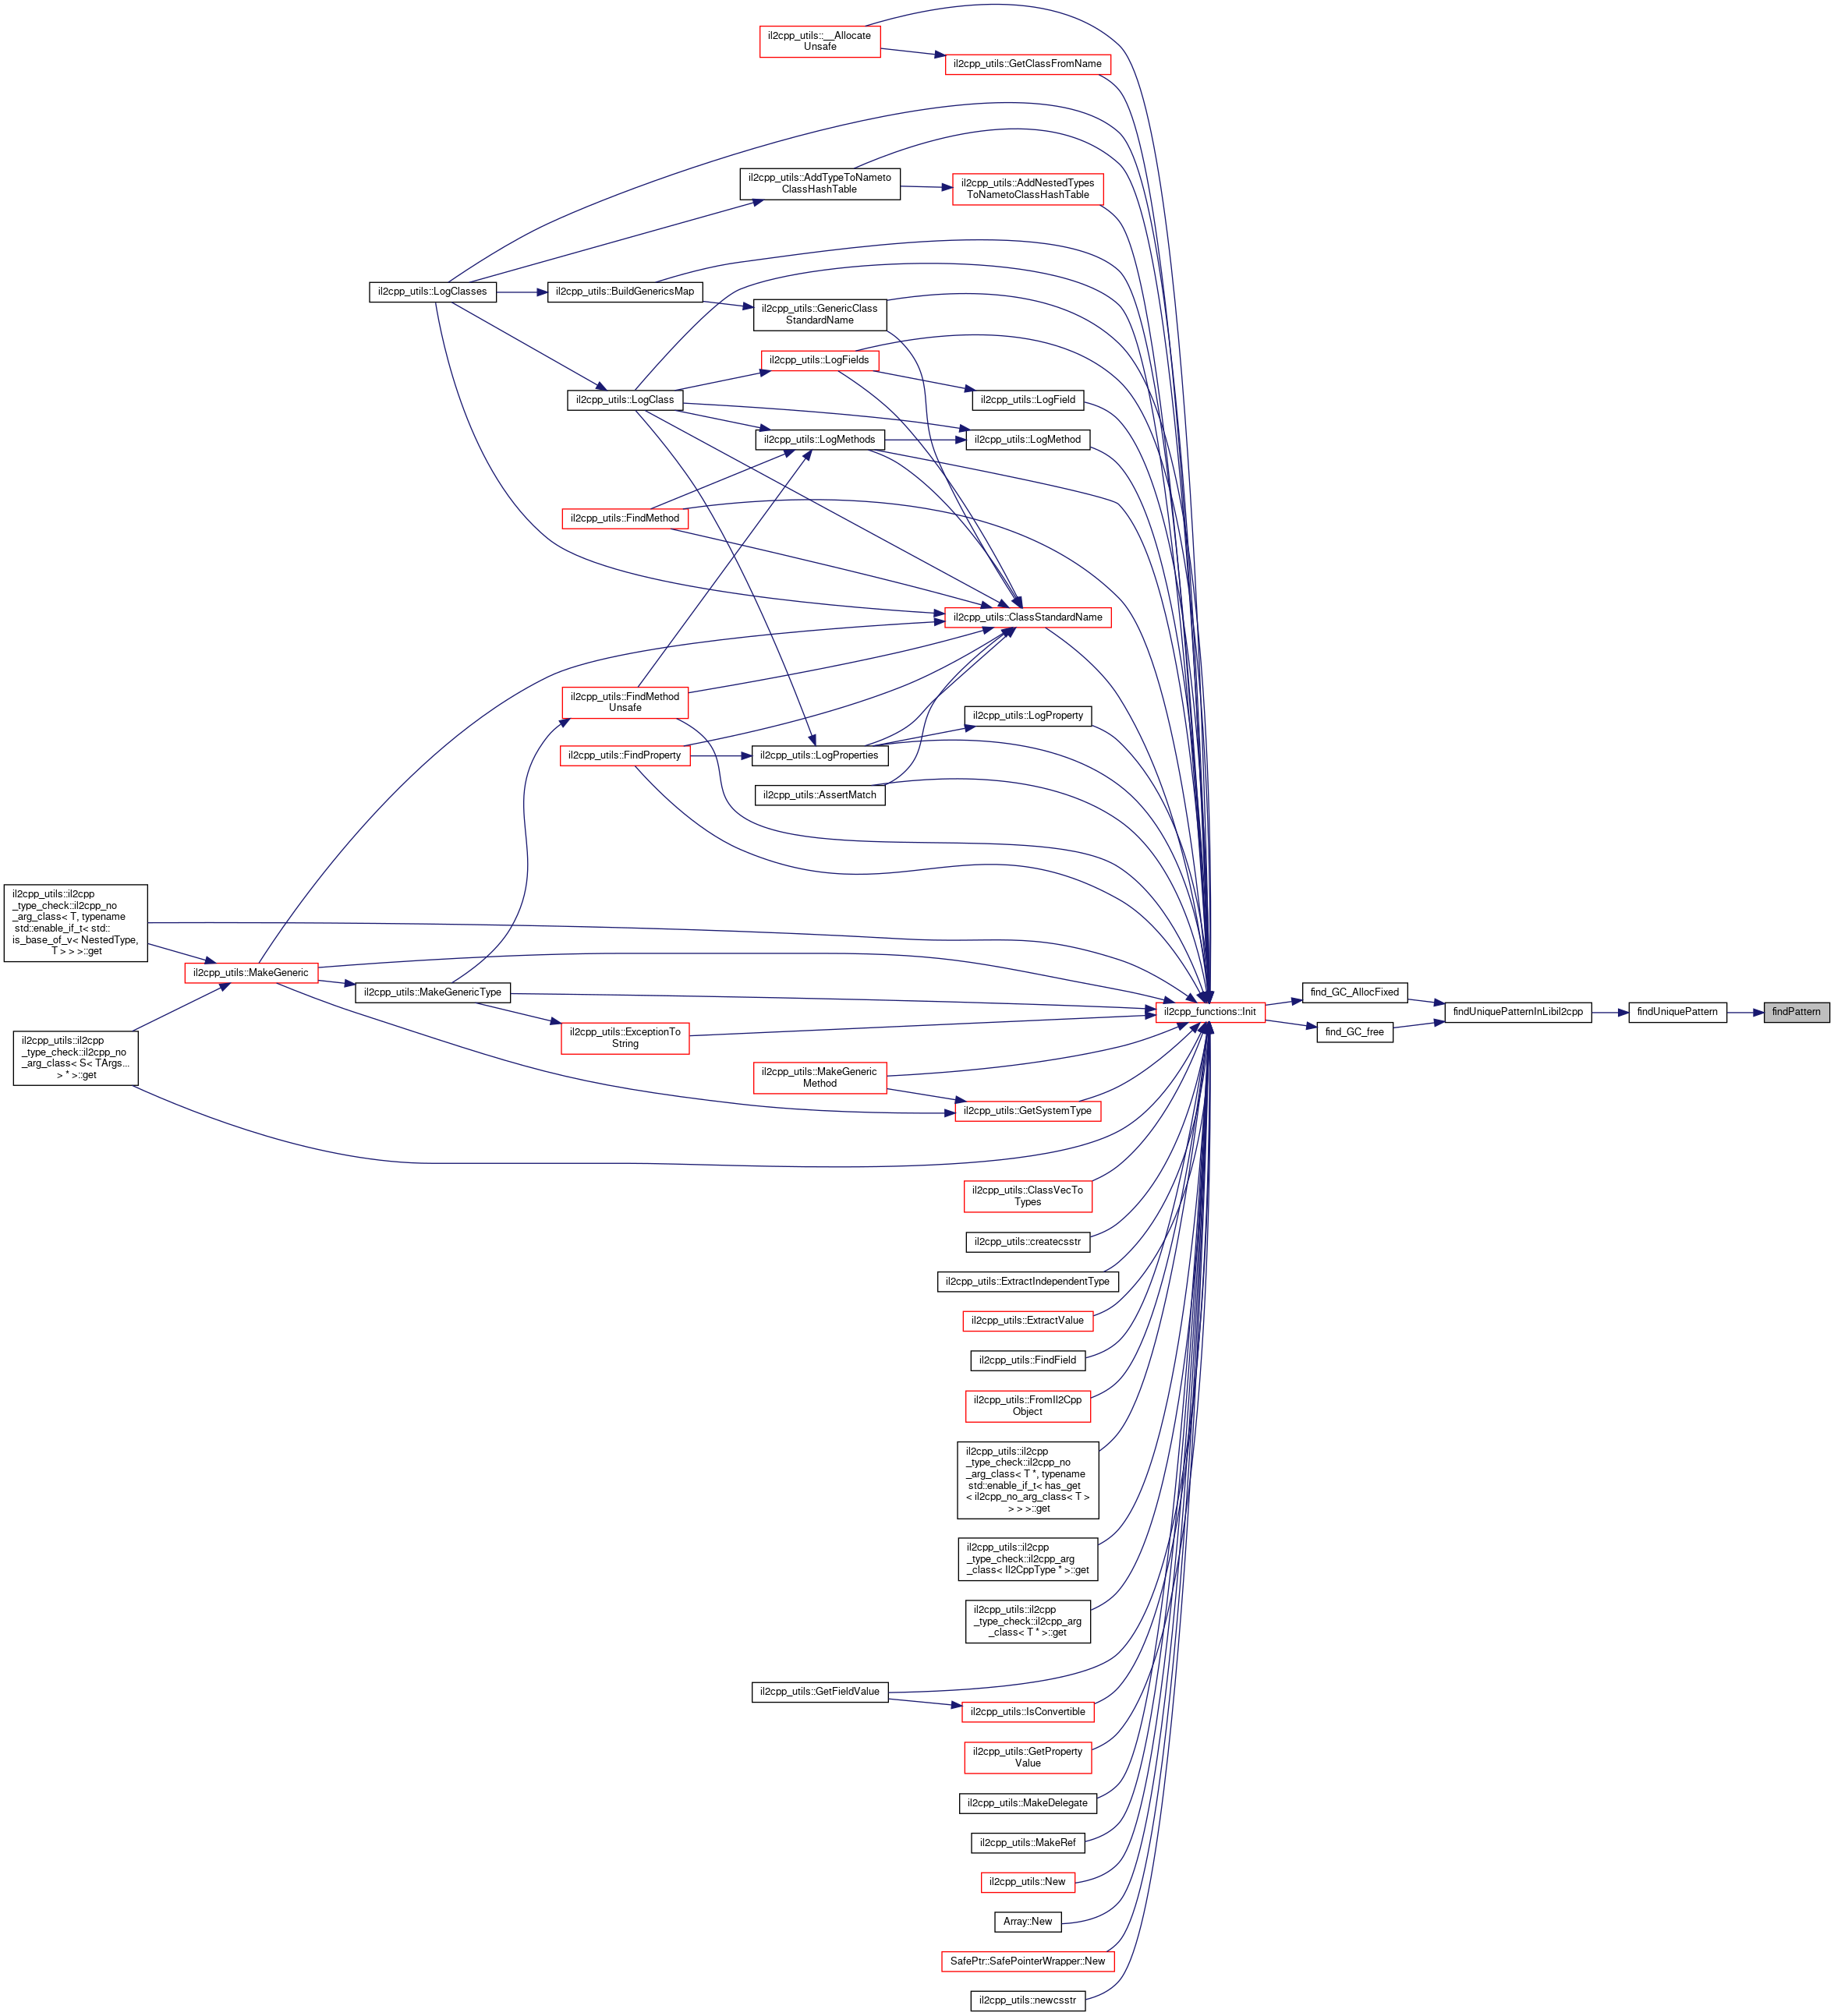 il2cpp_utils::__Allocate
Unsafe
il2cpp_utils::GetClassFromName
il2cpp_utils::AddTypeToNameto
ClassHashTable
il2cpp_utils::AddNestedTypes
ToNametoClassHashTable
il2cpp_utils::LogClasses
il2cpp_utils::BuildGenericsMap
il2cpp_utils::GenericClass
StandardName
il2cpp_utils::LogFields
il2cpp_utils::LogClass
il2cpp_utils::LogField
il2cpp_utils::LogMethods
il2cpp_utils::LogMethod
il2cpp_utils::FindMethod
il2cpp_utils::ClassStandardName
il2cpp_utils::FindMethod
Unsafe
il2cpp_utils::LogProperty
il2cpp_utils::FindProperty
il2cpp_utils::LogProperties
il2cpp_utils::AssertMatch
il2cpp_utils::il2cpp
_type_check::il2cpp_no
_arg_class< T, typename
std::enable_if_t< std::
is_base_of_v< NestedType,
T > > >::get
il2cpp_utils::MakeGeneric
il2cpp_utils::MakeGenericType
il2cpp_functions::Init
find_GC_AllocFixed
find_GC_free
findUniquePatternInLibil2cpp
findUniquePattern
findPattern
il2cpp_utils::ExceptionTo
String
il2cpp_utils::il2cpp
_type_check::il2cpp_no
_arg_class< S< TArgs...
> * >::get
il2cpp_utils::MakeGeneric
Method
il2cpp_utils::GetSystemType
il2cpp_utils::ClassVecTo
Types
il2cpp_utils::createcsstr
il2cpp_utils::ExtractIndependentType
il2cpp_utils::ExtractValue
il2cpp_utils::FindField
il2cpp_utils::FromIl2Cpp
Object
il2cpp_utils::il2cpp
_type_check::il2cpp_no
_arg_class< T *, typename
std::enable_if_t< has_get
< il2cpp_no_arg_class< T >
> > >::get
il2cpp_utils::il2cpp
_type_check::il2cpp_arg
_class< Il2CppType * >::get
il2cpp_utils::il2cpp
_type_check::il2cpp_arg
_class< T * >::get
il2cpp_utils::GetFieldValue
il2cpp_utils::IsConvertible
il2cpp_utils::GetProperty
Value
il2cpp_utils::MakeDelegate
il2cpp_utils::MakeRef
il2cpp_utils::New
Array::New
SafePtr::SafePointerWrapper::New
il2cpp_utils::newcsstr